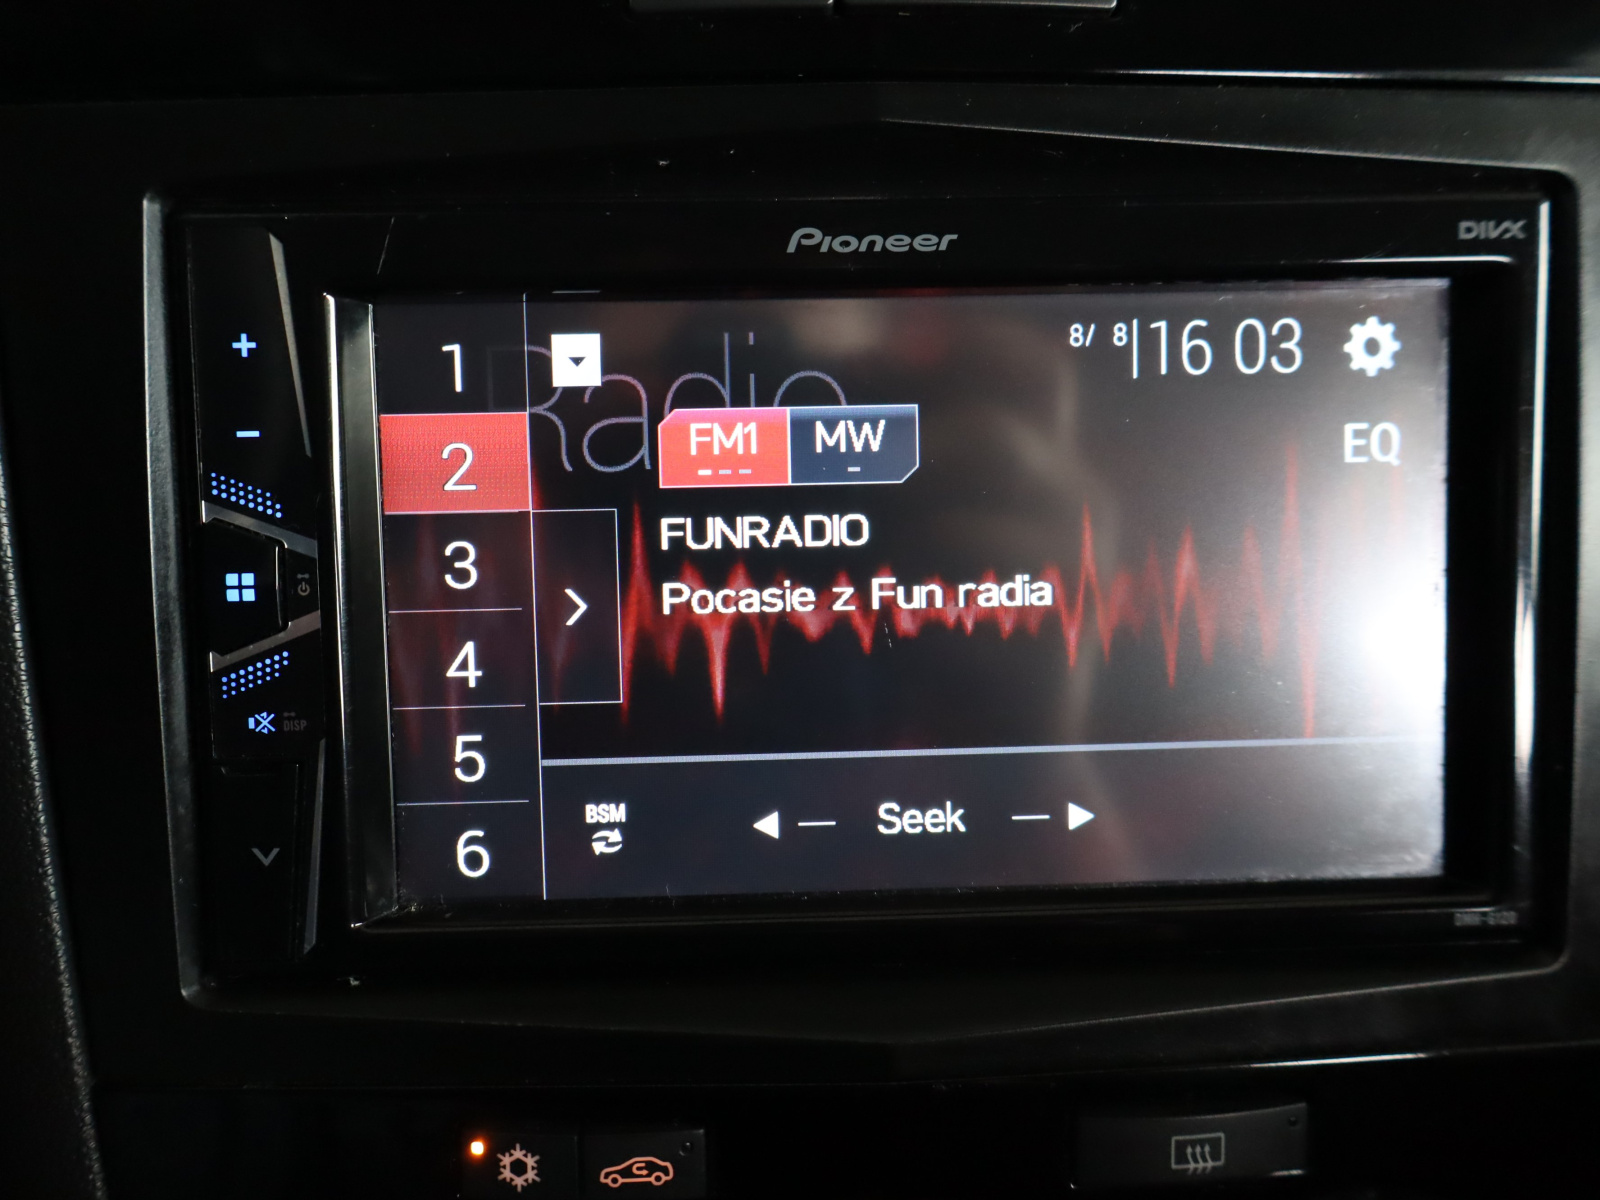 Pioneer
DIVX
Radio
8/ 8 16 03
EQ
1
2
3
4
5
6
FM1
MW
FUNRADIO
Pocasie z Fun radia
BSM
Seek
DISP